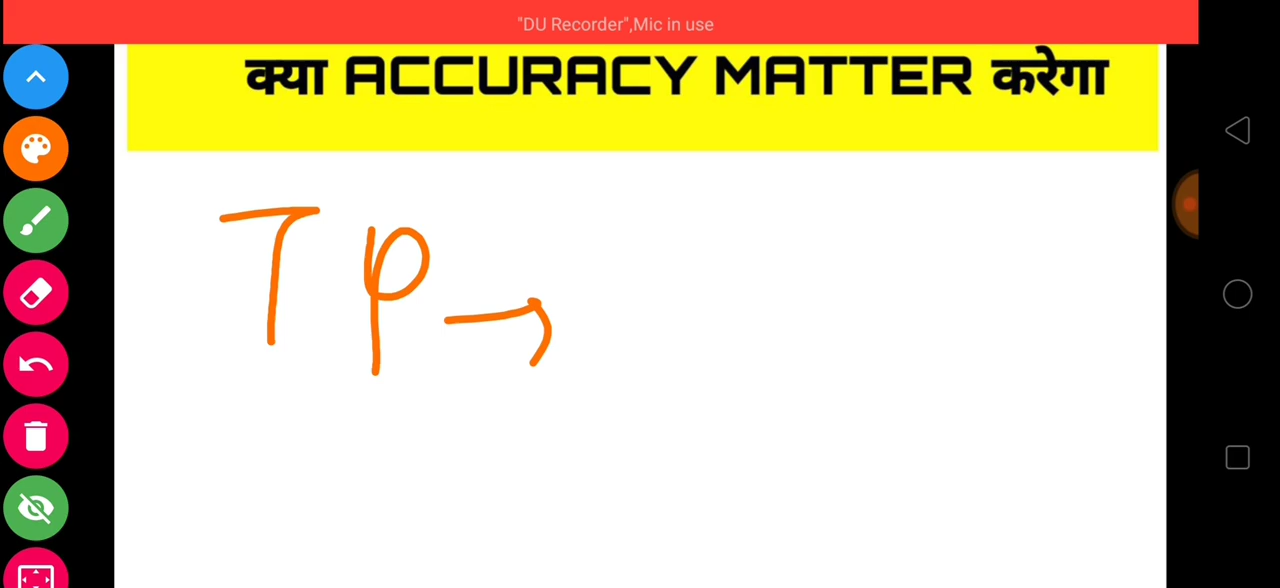 "DU Recorder",Mic in use
क्या ACCURACY MATTER करेगा
TP →